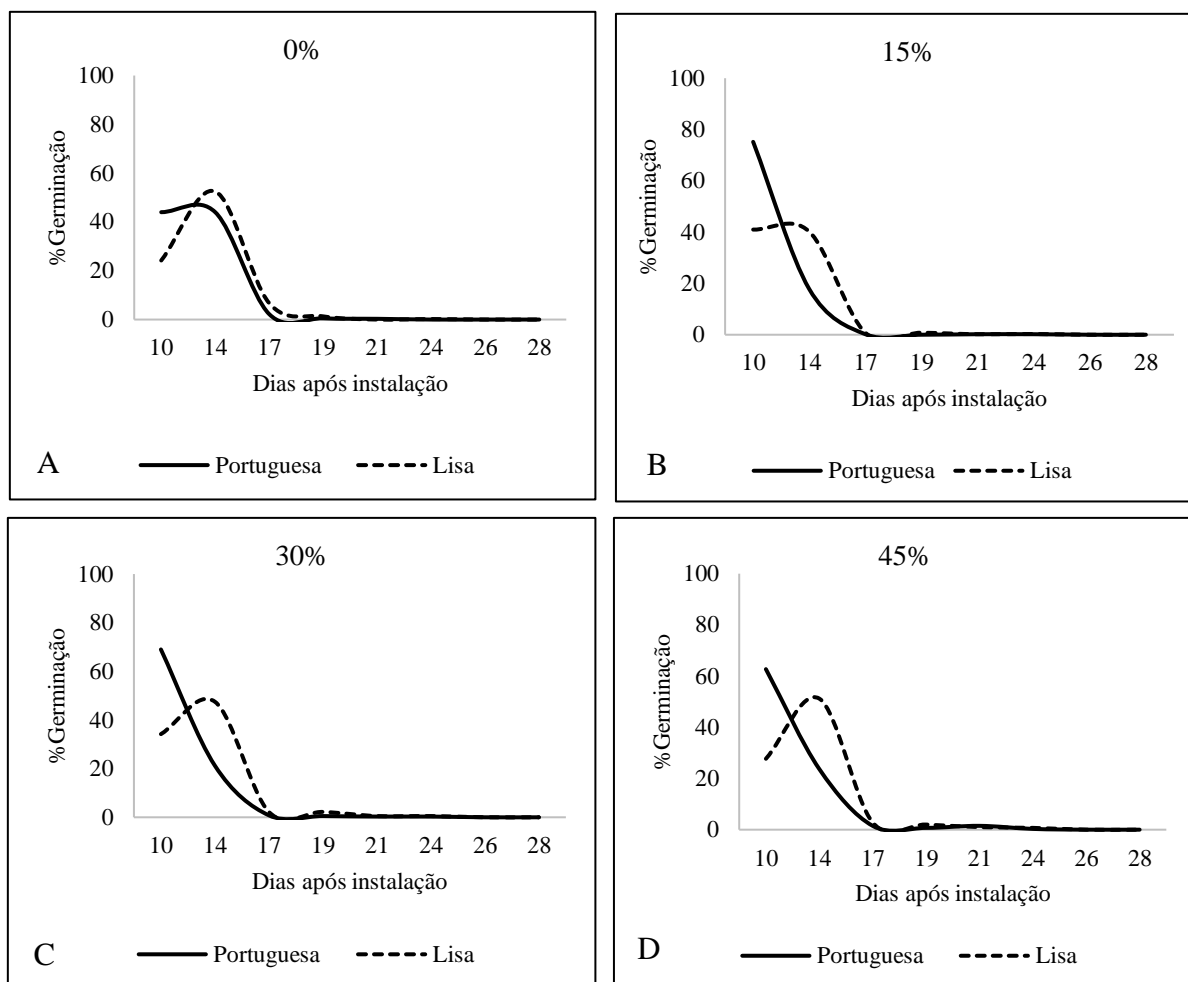 0%
100
80
60
40
20
0
%Germinação
10 14 17 19 21 24 26 28
Dias após instalação
A
Portuguesa Lisa
15%
100
80
60
40
20
0
%Germinação
10 14 17 19 21 24 26 28
Dias após instalação
B
Portuguesa Lisa
30%
100
80
60
40
20
0
%Germinação
10 14 17 19 21 24 26 28
Dias após instalação
C
Portuguesa Lisa
45%
100
80
60
40
20
0
%Germinação
10 14 17 19 21 24 26 28
Dias após instalação
D
Portuguesa Lisa